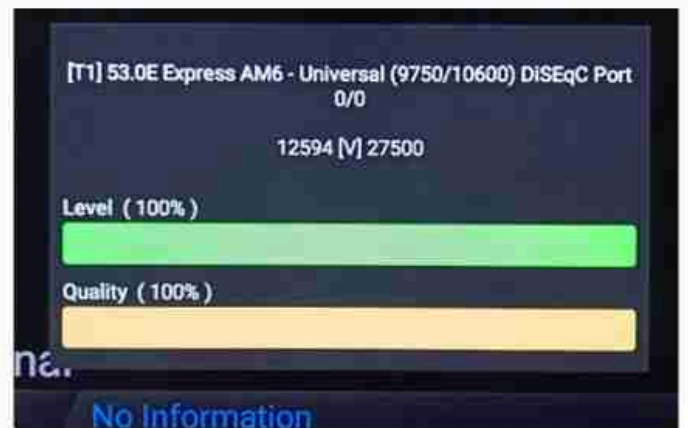 [T1] 53.0E Express AM6 - Universal (9750/10600) DiSEqC Port
0/0
12594 [V] 27500
Level ( 100% )
Quality ( 100% )
No Information